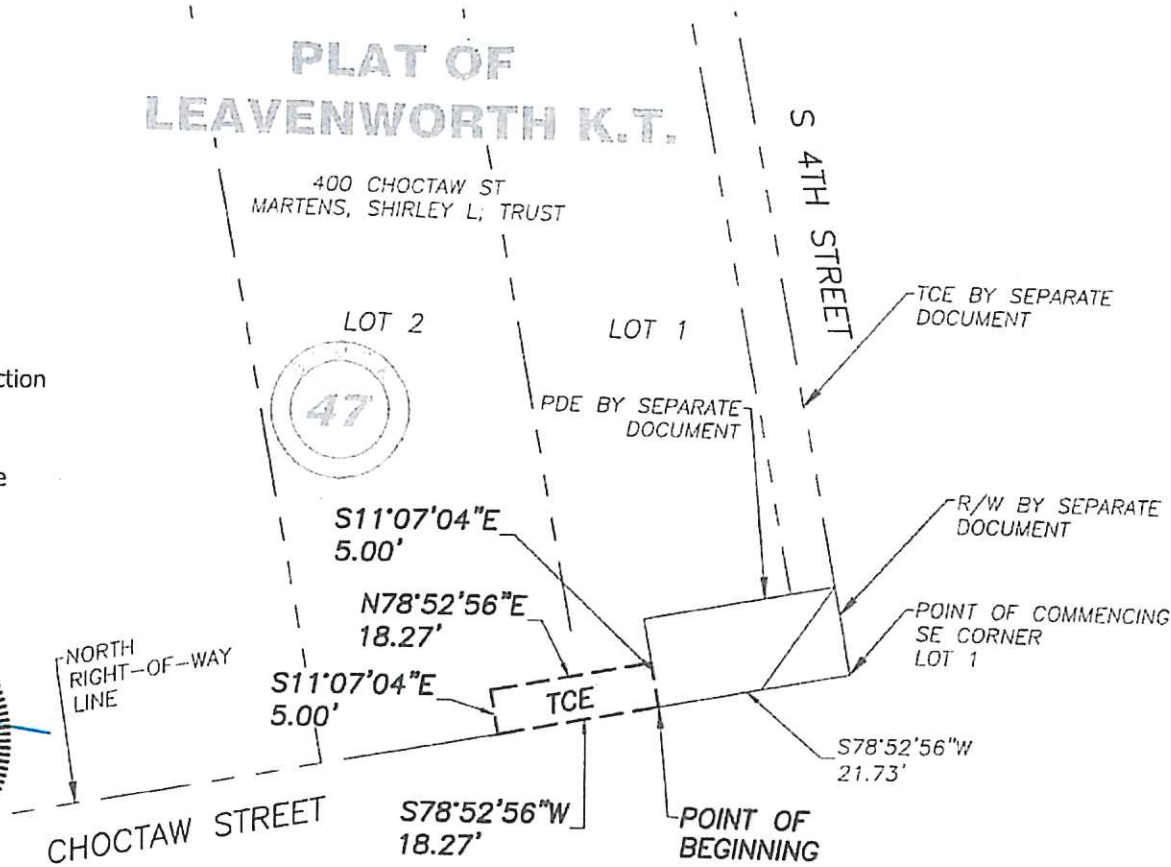 PLAT OF
LEAVENWORTH K.T.
400 CHOCTAW ST
MARTENS, SHIRLEY L; TRUST
S 4TH STREET
TCE BY SEPARATE
DOCUMENT
LOT 2
LOT 1
ction
47
PDE BY SEPARATE
DOCUMENT
e
S11°07'04"E
5.00'
R/W BY SEPARATE
DOCUMENT
N78°52'56"E
18.27'
POINT OF COMMENCING
SE CORNER
LOT 1
NORTH
RIGHT-OF-WAY
LINE
S11°07'04"E
5.00'
TCE
S78°52'56"W
21.73'
CHOCTAW STREET
S78°52'56"W
18.27'
POINT OF
BEGINNING